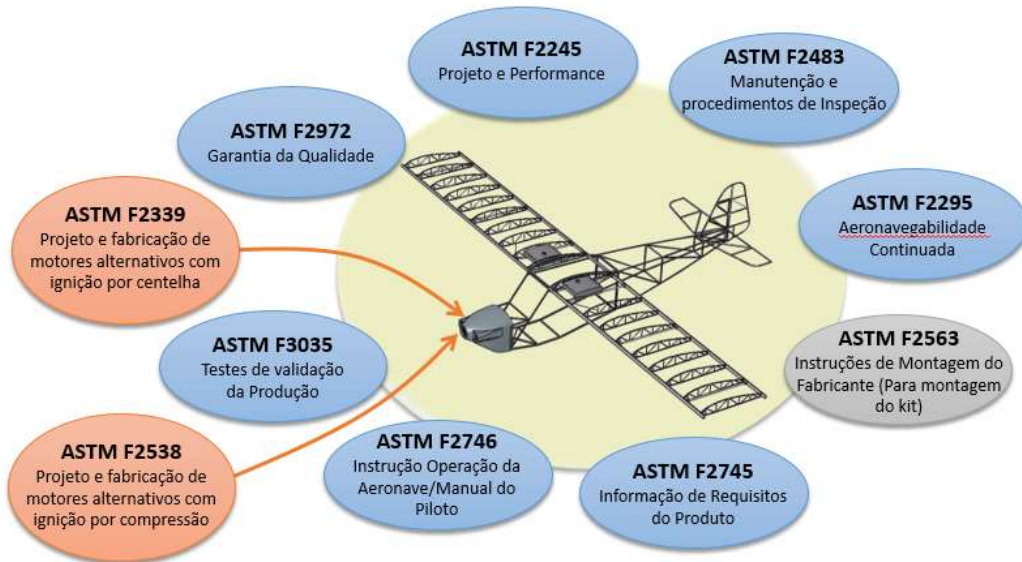 ASTM F2245
Projeto e Performance
ASTM F2483
Manutenção e
procedimentos de Inspeção
ASTM F2972
Garantia da Qualidade
ASTM F2339
Projeto e fabricação de
motores alternativos com
ignição por centelha
ASTM F2295
Aeronavegabilidade
Continuada
ASTM F3035
Testes de validação
da Produção
ASTM F2563
Instruções de Montagem do
Fabricante (Para montagem
do kit)
ASTM F2538
Projeto e fabricação de
motores alternativos com
ignição por compressão
ASTM F2746
Instrução Operação da
Aeronave/Manual do
Piloto
ASTM F2745
Informação de Requisitos
do Produto